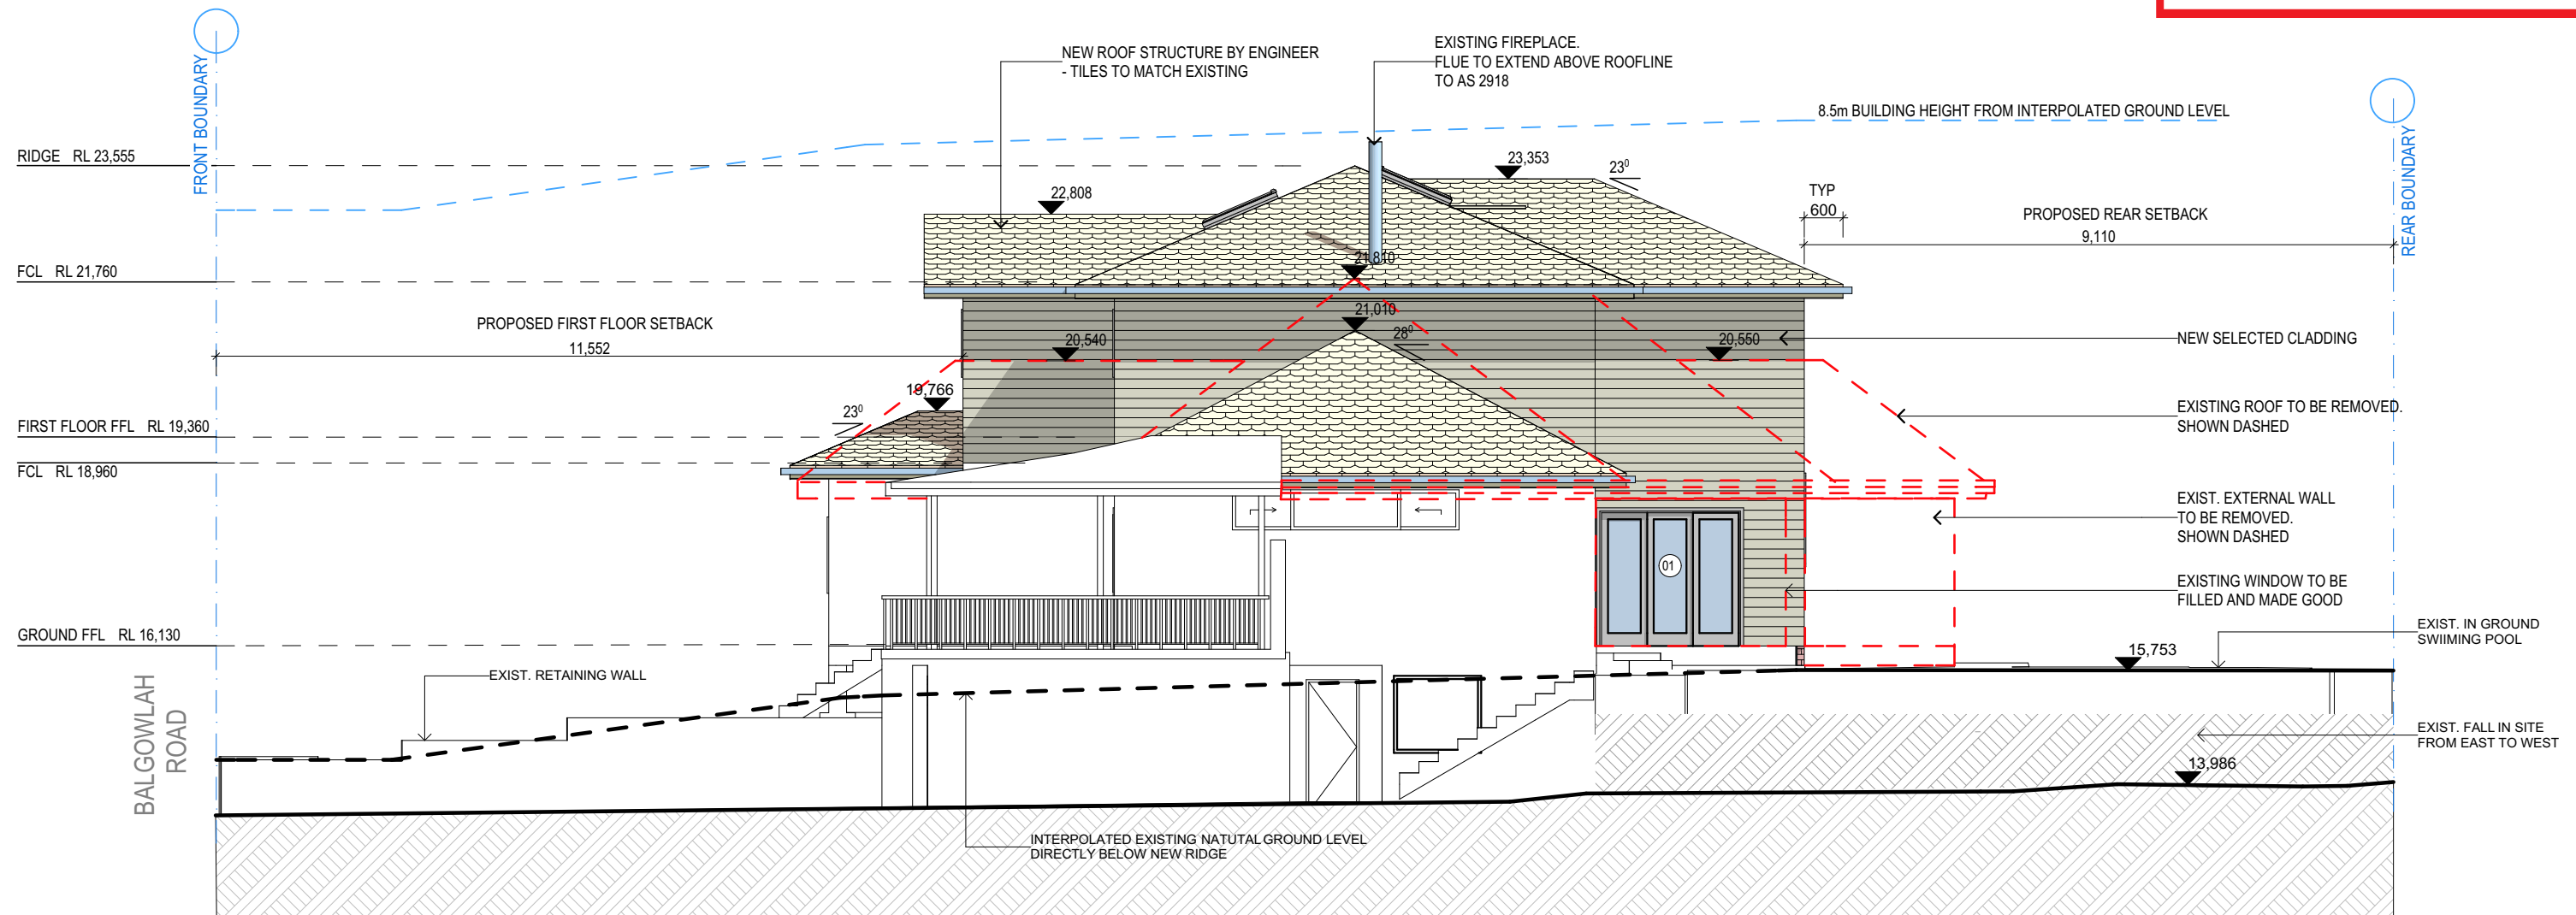 FRONT BOUNDARY
NEW ROOF STRUCTURE BY ENGINEER
- TILES TO MATCH EXISTING
EXISTING FIREPLACE.
FLUE TO EXTEND ABOVE ROOFLINE
TO AS 2918
8.5m BUILDING HEIGHT FROM INTERPOLATED GROUND LEVEL
REAR BOUNDARY
RIDGE RL 23,555
23,353
23⁰
22,808
TYP
600
PROPOSED REAR SETBACK
9,110
21,810
FCL RL 21,760
21,010
28⁰
PROPOSED FIRST FLOOR SETBACK
11,552
20,540
20,550
NEW SELECTED CLADDING
19,766
23⁰
FIRST FLOOR FFL RL 19,360
EXISTING ROOF TO BE REMOVED.
SHOWN DASHED
FCL RL 18,960
EXIST. EXTERNAL WALL
TO BE REMOVED.
SHOWN DASHED
01
EXISTING WINDOW TO BE
FILLED AND MADE GOOD
GROUND FFL RL 16,130
EXIST. IN GROUND
SWIIMING POOL
15,753
EXIST. RETAINING WALL
BALGOWLAH
ROAD
EXIST. FALL IN SITE
FROM EAST TO WEST
13,986
INTERPOLATED EXISTING NATUTAL GROUND LEVEL
DIRECTLY BELOW NEW RIDGE